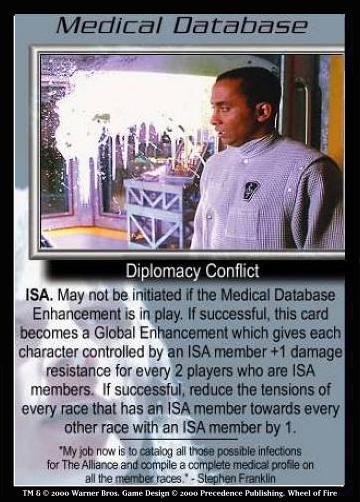 Medical Database
Diplomacy Conflict
ISA. May not be initiated if the Medical Database
Enhancement is in play. If successful, this card
becomes a Global Enhancement which gives each
character controlled by an ISA member +1 damage
resistance for every 2 players who are ISA
members.  If successful, reduce the tensions of
every race that has an ISA member towards every
other race with an ISA member by 1.
"My job now is to catalog all those possible infections
for The Alliance and compile a complete medical profile on
all the member races." - Stephen Franklin
TM & © 2000 Warner Bros. Game Design © 2000 Precedence Publishing. Wheel of Fire